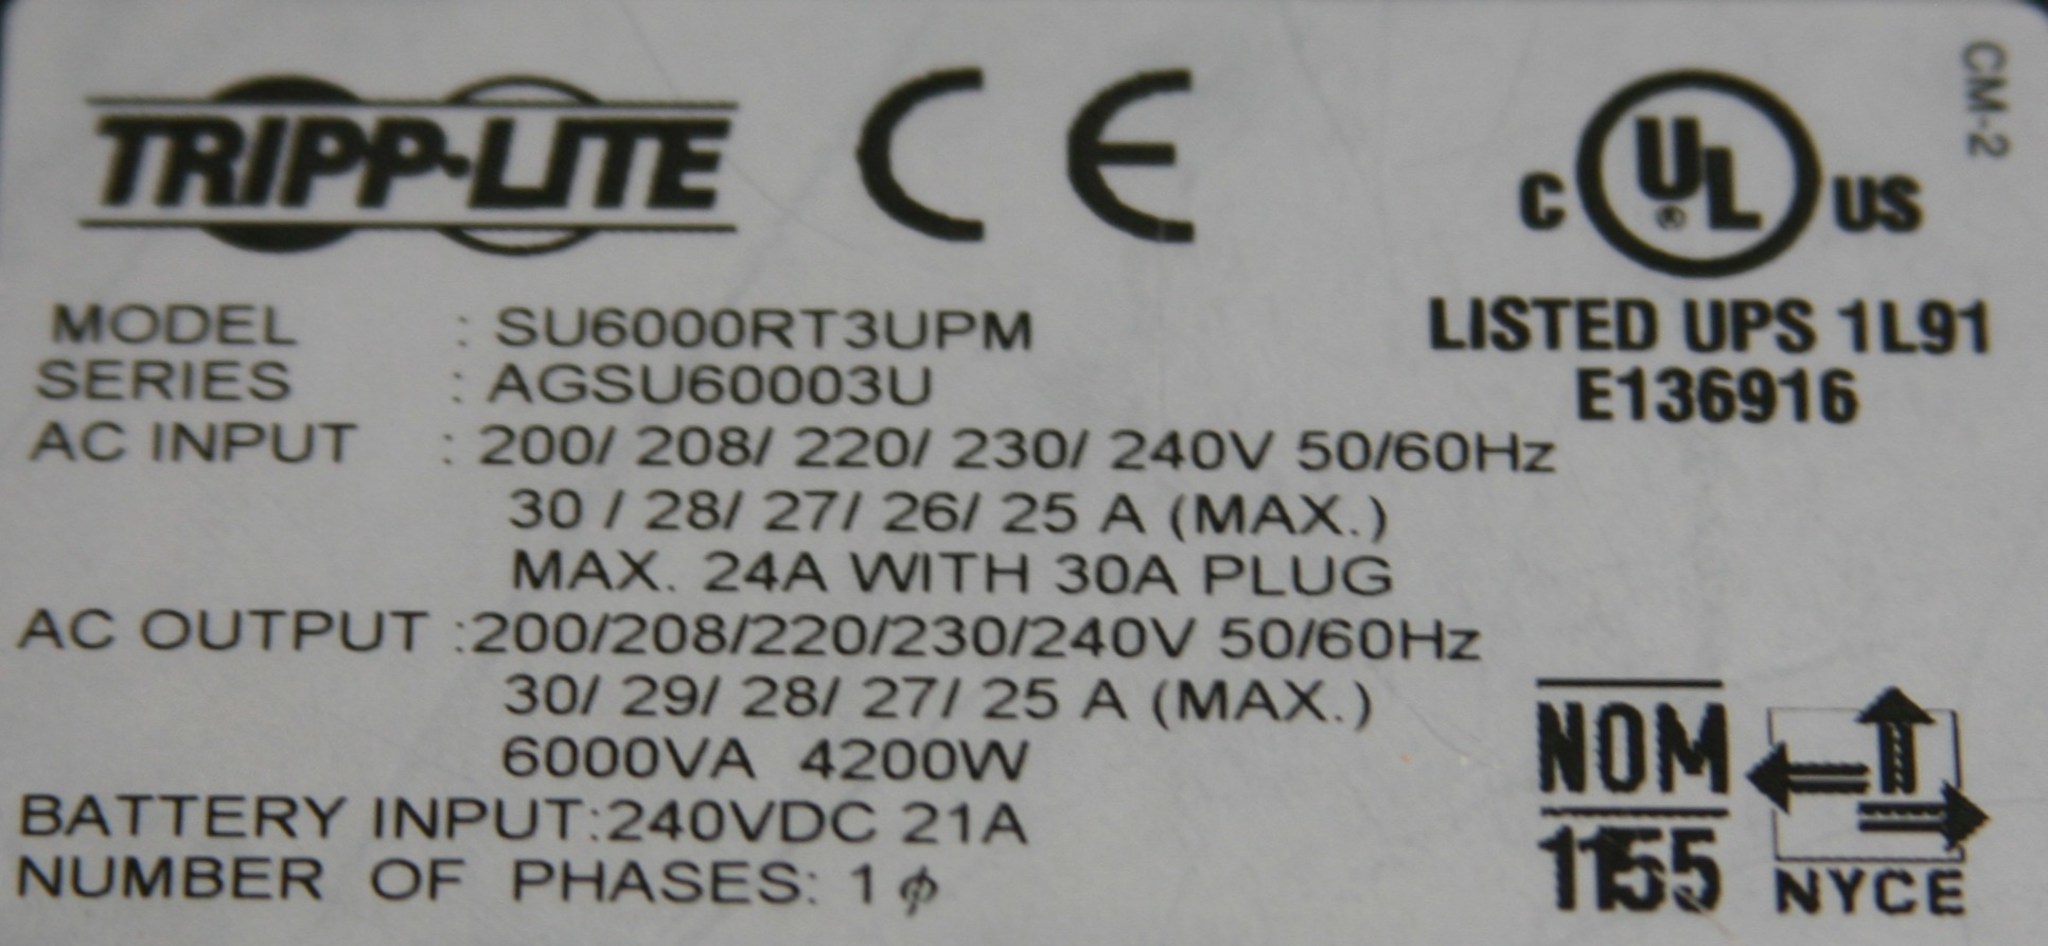 TRIPP·LITE
CE
C UL® US
CM-2
LISTED UPS 1L91
E136916
MODEL : SU6000RT3UPM
SERIES : AGSU60003U
AC INPUT : 200/ 208/ 220/ 230/ 240V 50/60Hz
30 / 28/ 27/ 26/ 25 A (MAX.)
MAX. 24A WITH 30A PLUG
AC OUTPUT :200/208/220/230/240V 50/60Hz
30/ 29/ 28/ 27/ 25 A (MAX.)
6000VA 4200W
BATTERY INPUT:240VDC 21A
NUMBER OF PHASES: 1 ϕ
NOM
1155
NYCE